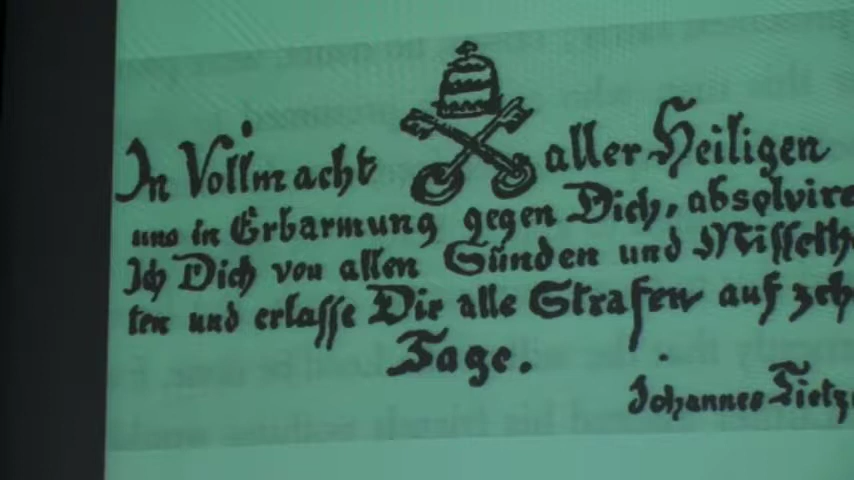 In Vollmacht aller Heiligen
und in Erbarmung gegen Dich, absolvire
Ich Dich von allen Sünden und Missetha
ten und erlasse Dir alle Strafen auf zeh
Tage.
Johannes Tietz